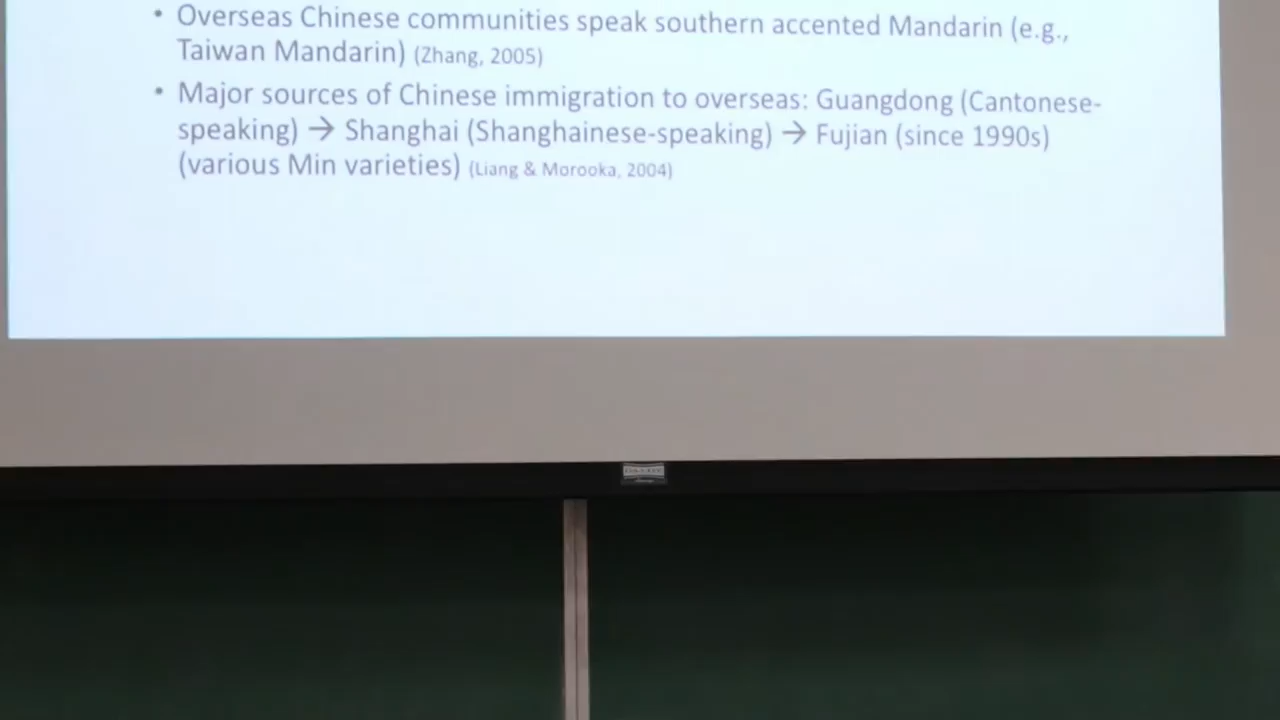 • Overseas Chinese communities speak southern accented Mandarin (e.g.,
Taiwan Mandarin) (Zhang, 2005)
• Major sources of Chinese immigration to overseas: Guangdong (Cantonese-
speaking) → Shanghai (Shanghainese-speaking) → Fujian (since 1990s)
(various Min varieties) (Liang & Morooka, 2004)